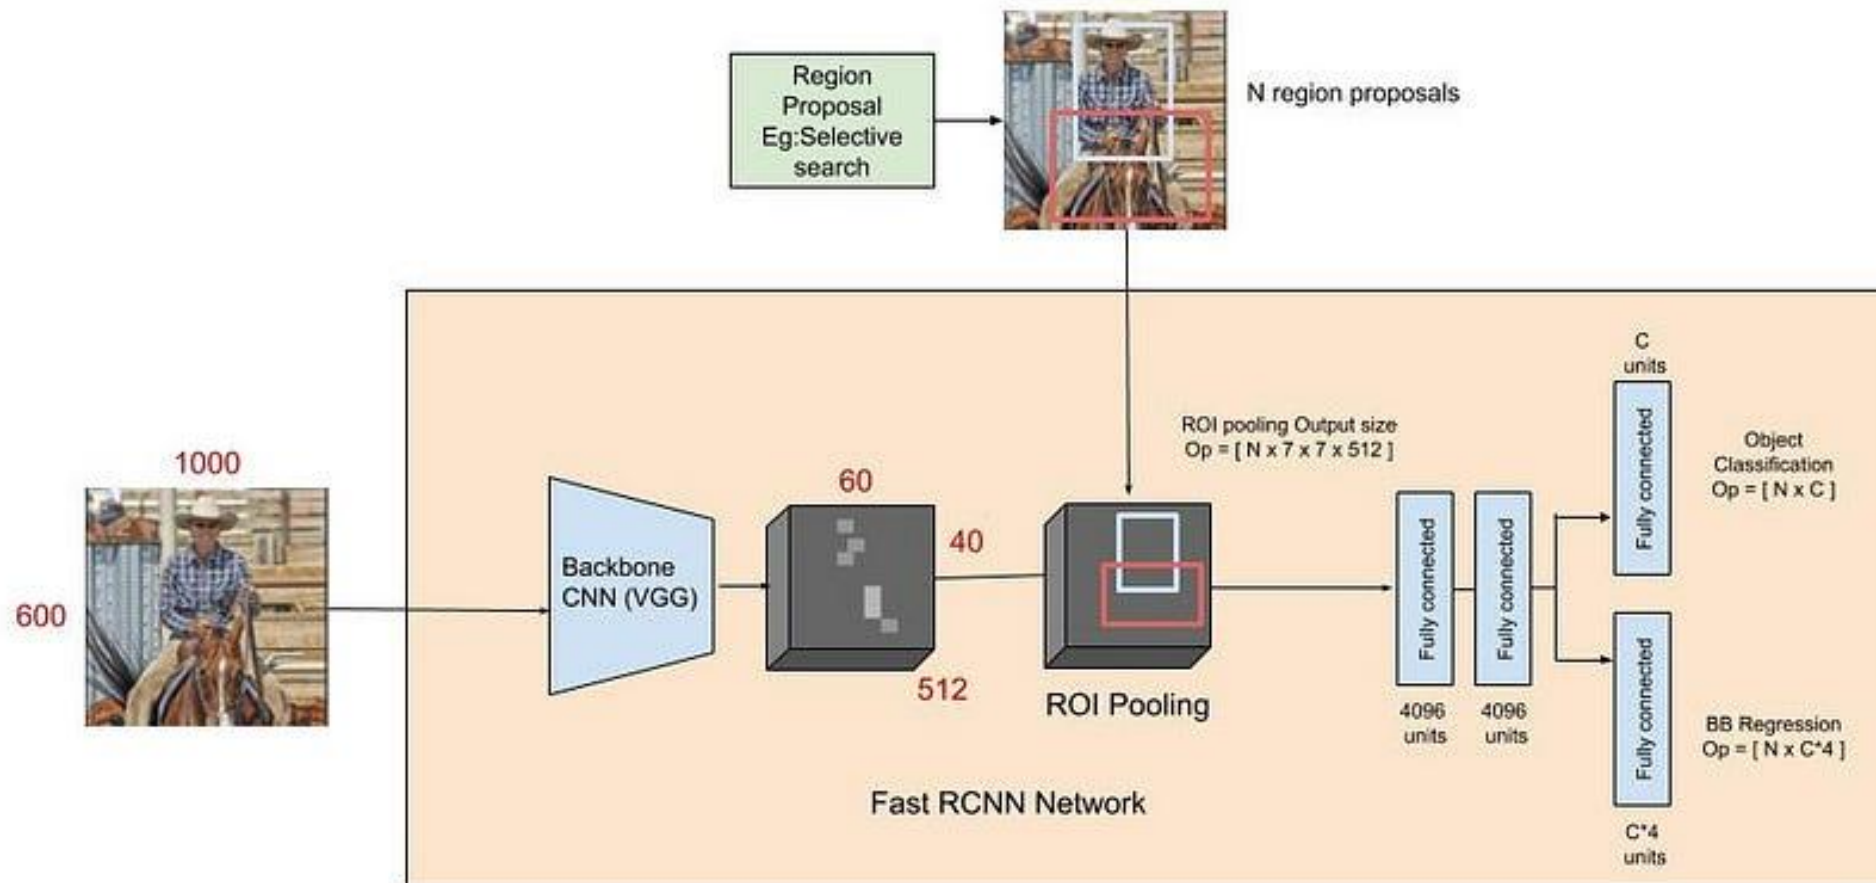 Region
Proposal
Eg:Selective
search
N region proposals
1000
600
Backbone
CNN (VGG)
60
40
512
ROI Pooling
ROI pooling Output size
Op = [ N x 7 x 7 x 512 ]
Fully connected
4096
units
Fully connected
4096
units
C
units
Fully connected
Object
Classification
Op = [ N x C ]
Fully connected
C*4
units
BB Regression
Op = [ N x C*4 ]
Fast RCNN Network